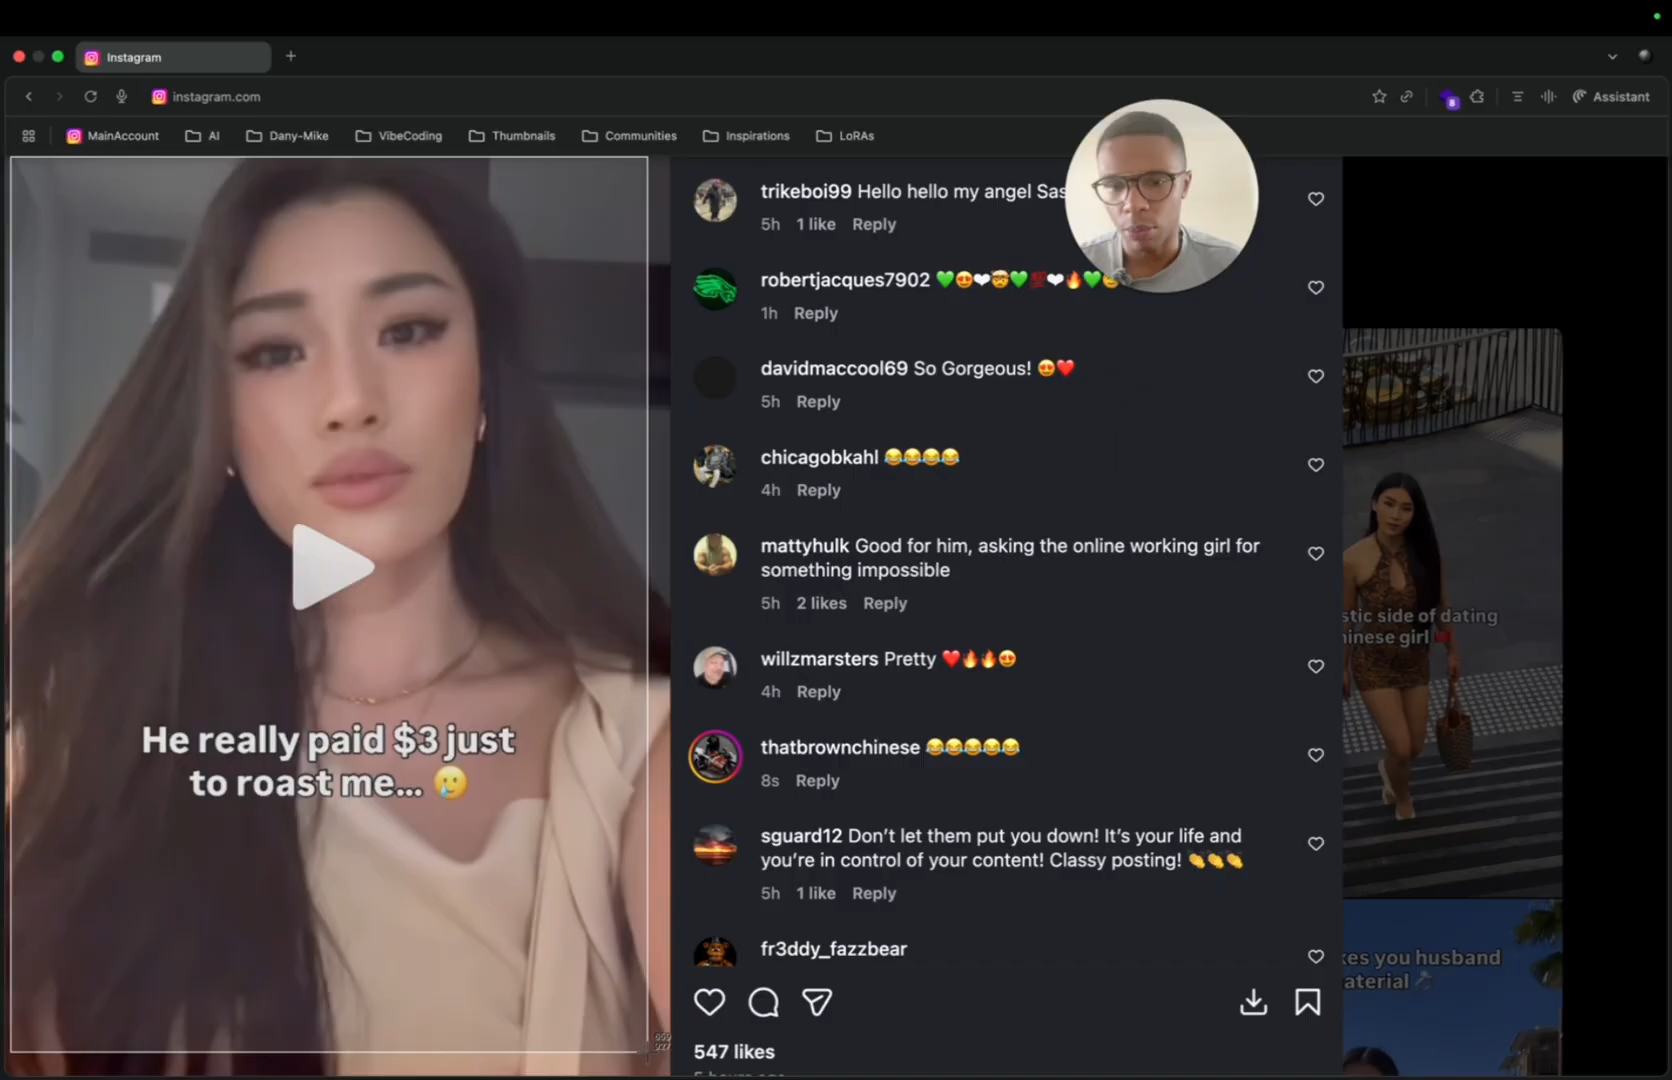 Instagram
instagram.com
8
Assistant
MainAccount
AI
Dany-Mike
VibeCoding
Thumbnails
Communities
Inspirations
LoRAs
He really paid $3 just
to roast me... 🥲
trikeboi99 Hello hello my angel
5h 1 like Reply
robertjacques7902 💚😍❤🤯💚💯❤🔥💚
1h Reply
davidmaccool69 So Gorgeous! 😍❤️
5h Reply
chicagobkahl 😂😂😂😂
4h Reply
mattyhulk Good for him, asking the online working girl for
something impossible
5h 2 likes Reply
willzmarsters Pretty ❤️🔥🔥😍
4h Reply
thatbrownchinese 😂😂😂😂😂
8s Reply
sguard12 Don't let them put you down! It's your life and
you're in control of your content! Classy posting! 👏👏👏
5h 1 like Reply
fr3ddy_fazzbear
547 likes
side of dating
girl
you husband